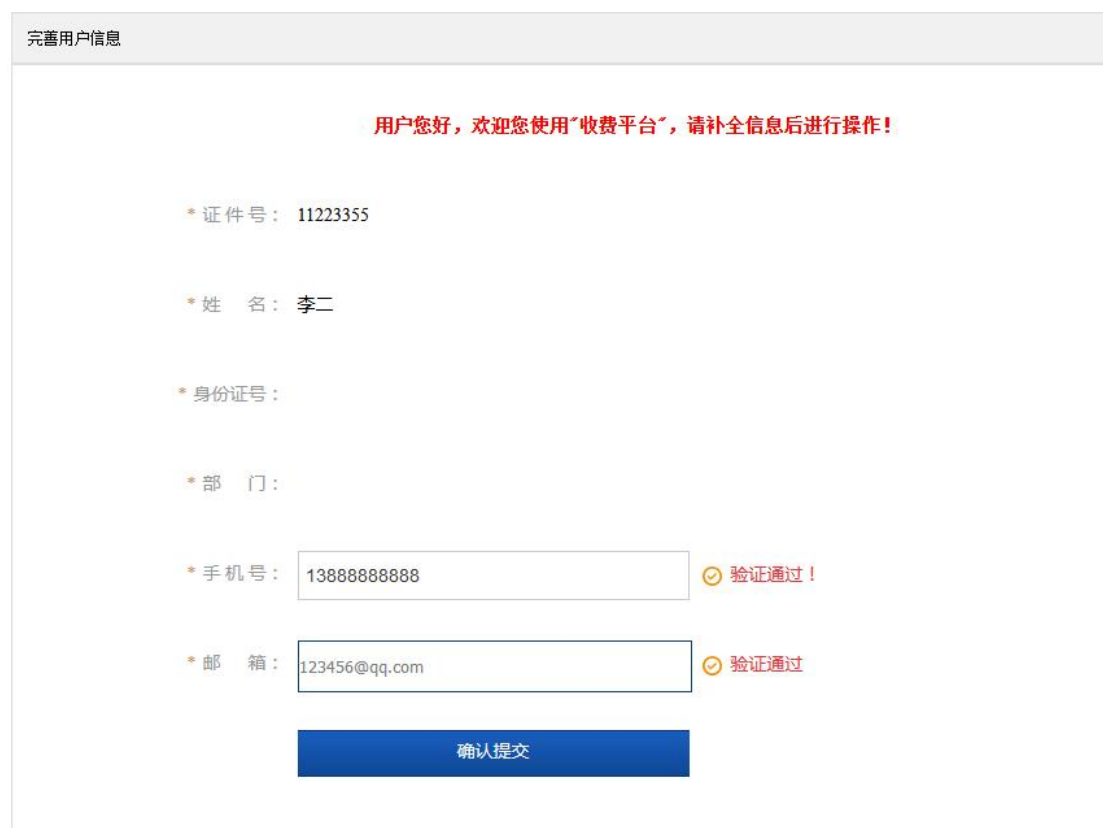 完善用户信息
用户您好，欢迎您使用"收费平台"，请补全信息后进行操作！
* 证件号： 11223355
* 姓 名： 李二
* 身份证号：
* 部 门：
* 手机号： 13888888888 验证通过！
* 邮 箱： 123456@qq.com 验证通过
确认提交